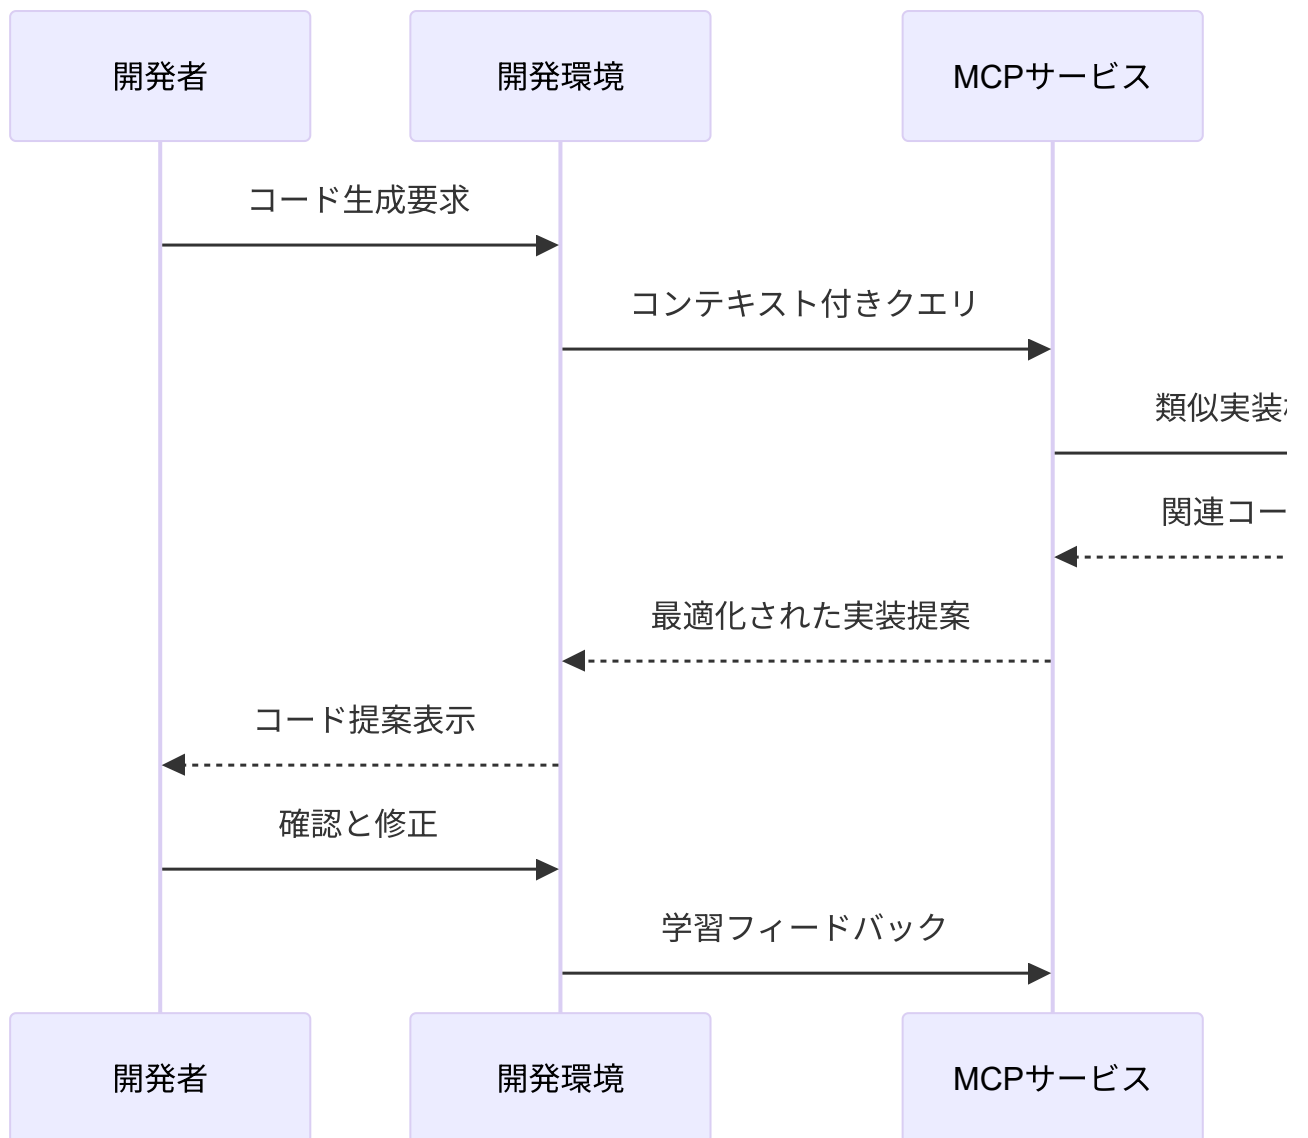 開発者
開発環境
MCPサービス
コード生成要求
コンテキスト付きクエリ
類似実装
関連コー
最適化された実装提案
コード提案表示
確認と修正
学習フィードバック
開発者
開発環境
MCPサービス